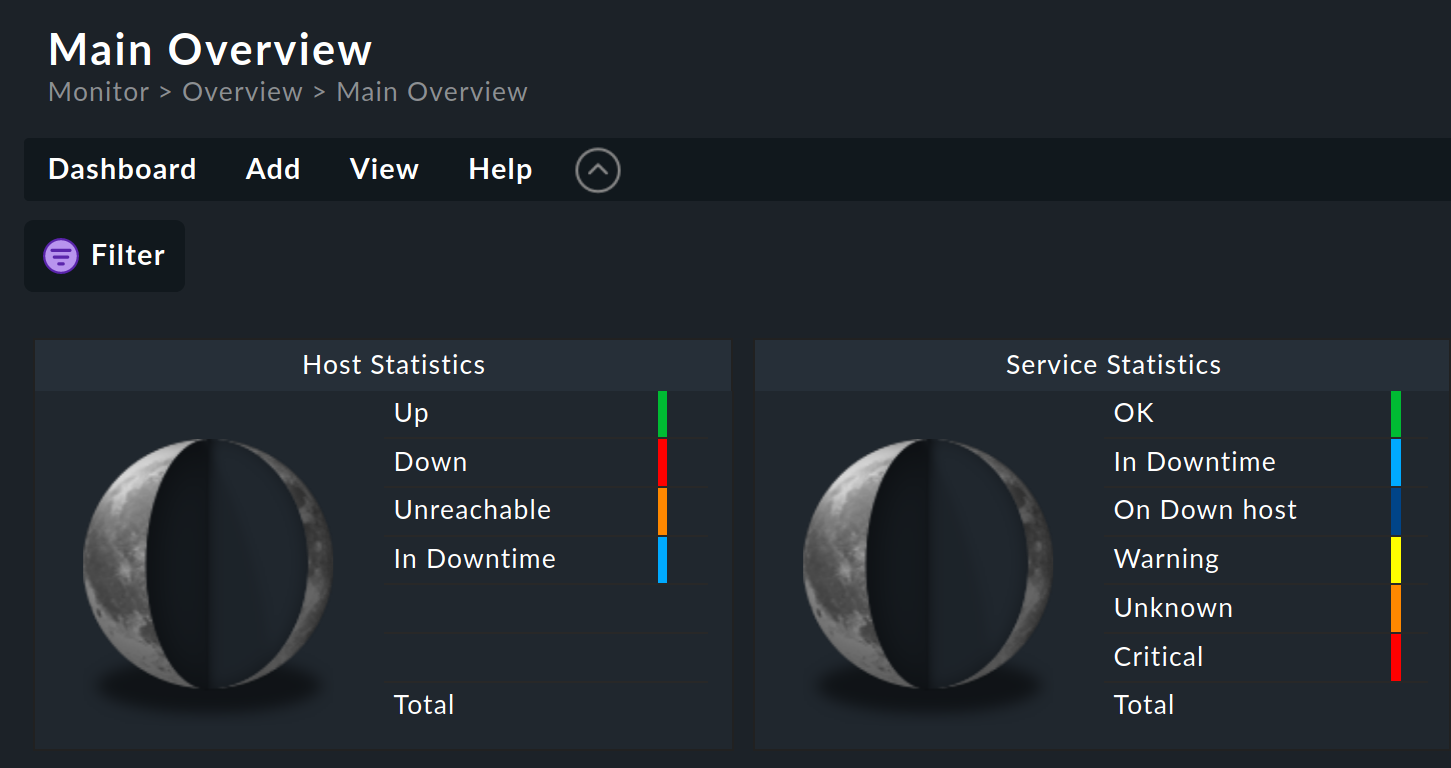 Main Overview
Monitor > Overview > Main Overview
Dashboard Add View Help
Filter
Host Statistics
Up
Down
Unreachable
In Downtime
Total
Service Statistics
OK
In Downtime
On Down host
Warning
Unknown
Critical
Total